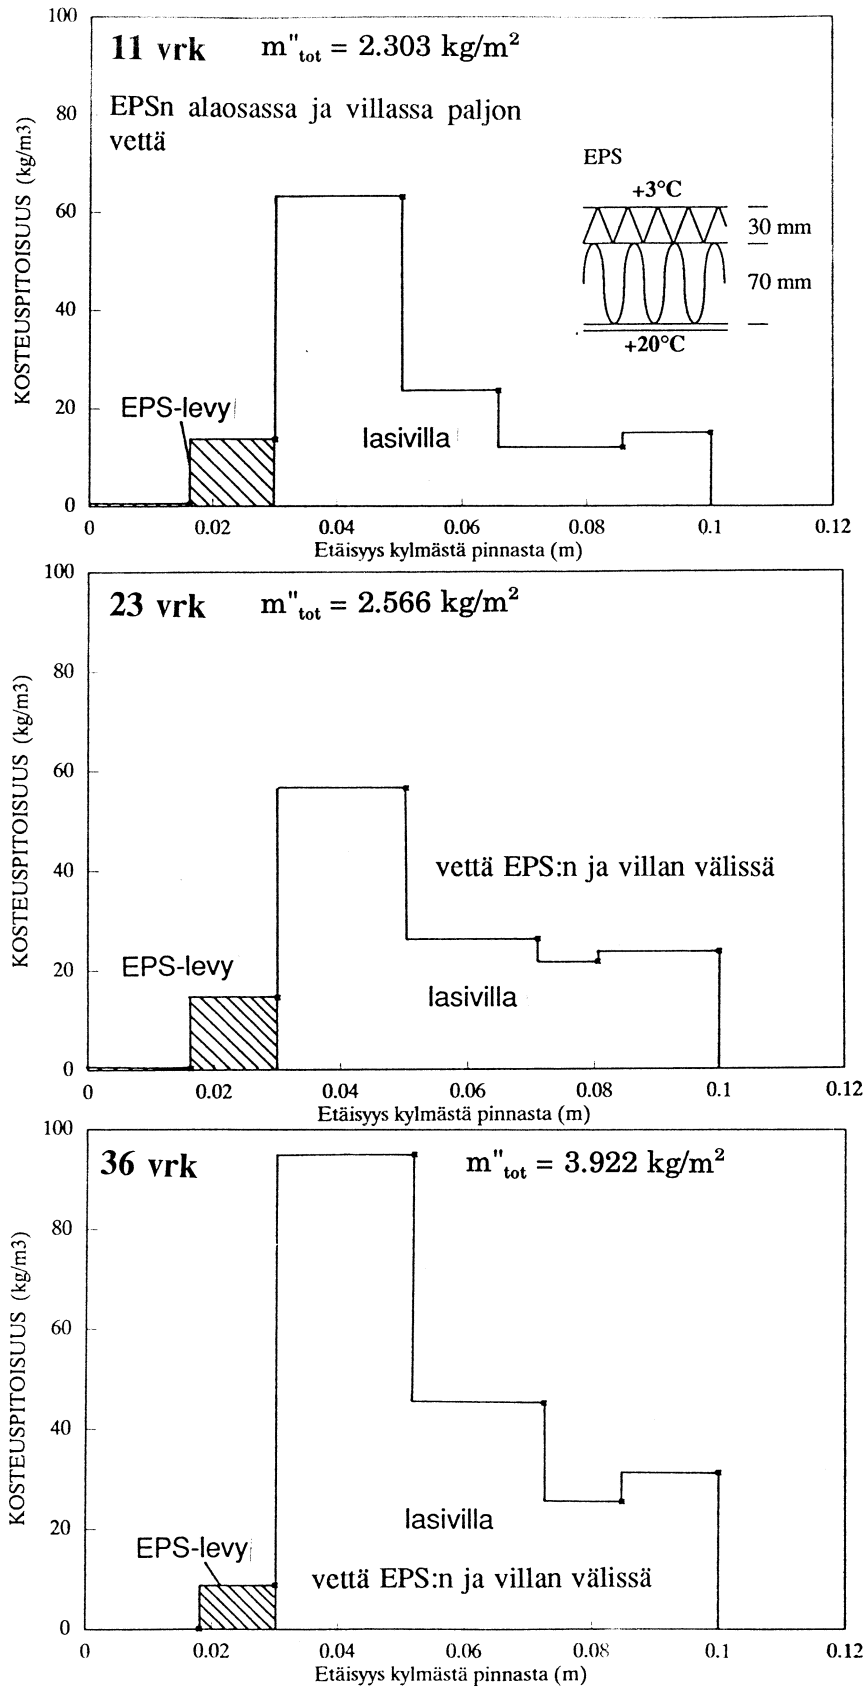 11 vrk m"tot = 2.303 kg/m²
EPSn alaosassa ja villassa paljon
vettä
EPS
+3°C
30 mm
70 mm
+20°C
EPS-levy
lasivilla
KOSTEUSPITOISUUS (kg/m3)
100
80
60
40
20
0
0 0.02 0.04 0.06 0.08 0.1 0.12
Etäisyys kylmästä pinnasta (m)
23 vrk m"tot = 2.566 kg/m²
vettä EPS:n ja villan välissä
EPS-levy
lasivilla
KOSTEUSPITOISUUS (kg/m3)
100
80
60
40
20
0
0 0.02 0.04 0.06 0.08 0.1 0.12
Etäisyys kylmästä pinnasta (m)
36 vrk m"tot = 3.922 kg/m²
lasivilla
EPS-levy
vettä EPS:n ja villan välissä
KOSTEUSPITOISUUS (kg/m3)
100
80
60
40
20
0
0 0.02 0.04 0.06 0.08 0.1 0.12
Etäisyys kylmästä pinnasta (m)